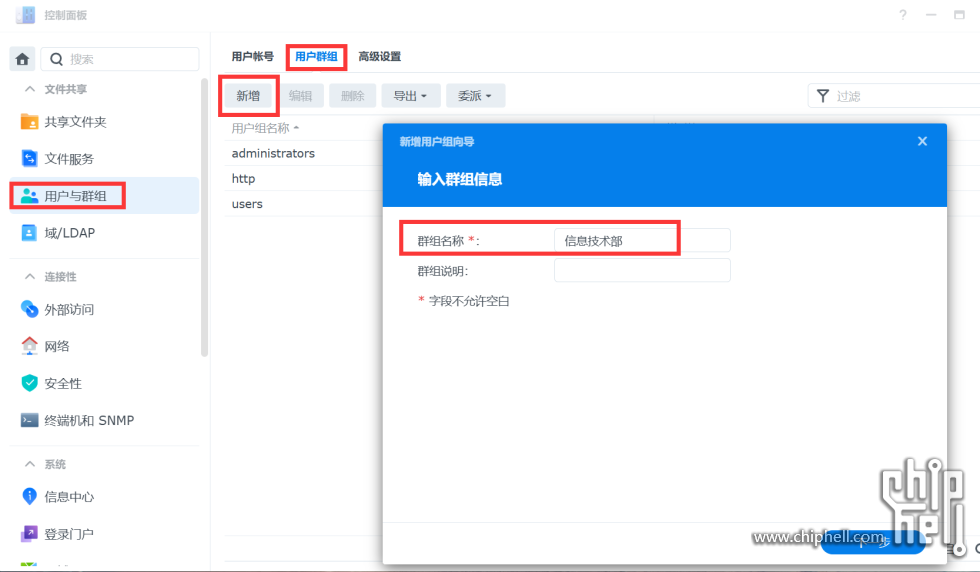 控制面板
搜索
文件共享
共享文件夹
文件服务
用户与群组
域/LDAP
连接性
外部访问
网络
安全性
终端机和 SNMP
系统
信息中心
登录门户
用户帐号 用户群组 高级设置
新增 编辑 删除 导出 委派
过滤
用户组名称
administrators
http
users
新增用户组向导
输入群组信息
群组名称 *: 信息技术部
群组说明:
* 字段不允许空白
下一步
www.chiphell.com
chip
hell